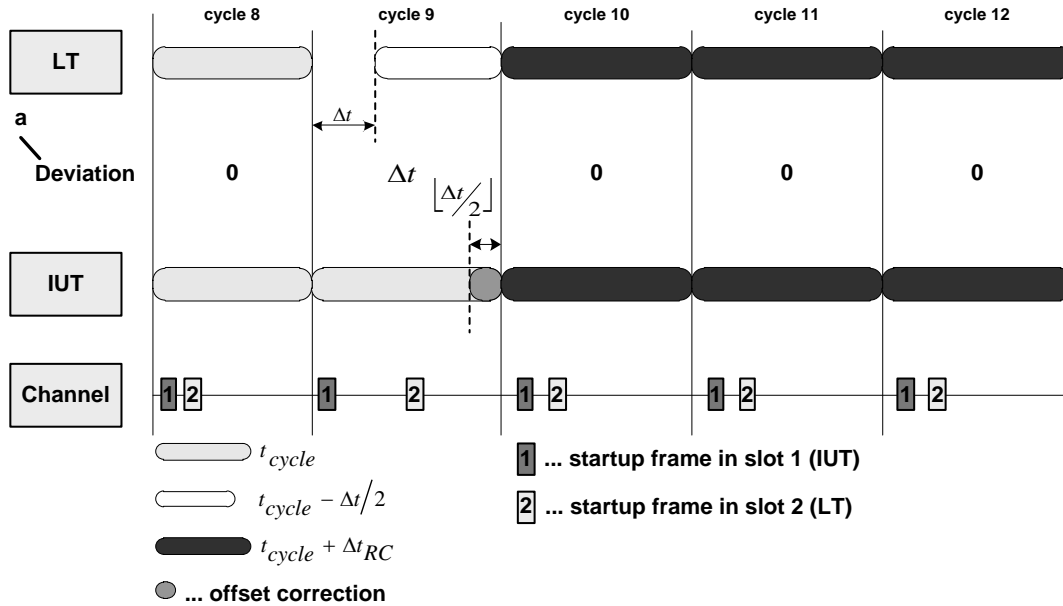 cycle 8 cycle 9 cycle 10 cycle 11 cycle 12
LT
a
Δt
Deviation 0 Δt 0 0 0
⌊Δt/2⌋
IUT
Channel 1 2 1 2 1 2 1 2 1 2
t_cycle
t_cycle − Δt/2
t_cycle + Δt_RC
... offset correction
1 ... startup frame in slot 1 (IUT)
2 ... startup frame in slot 2 (LT)